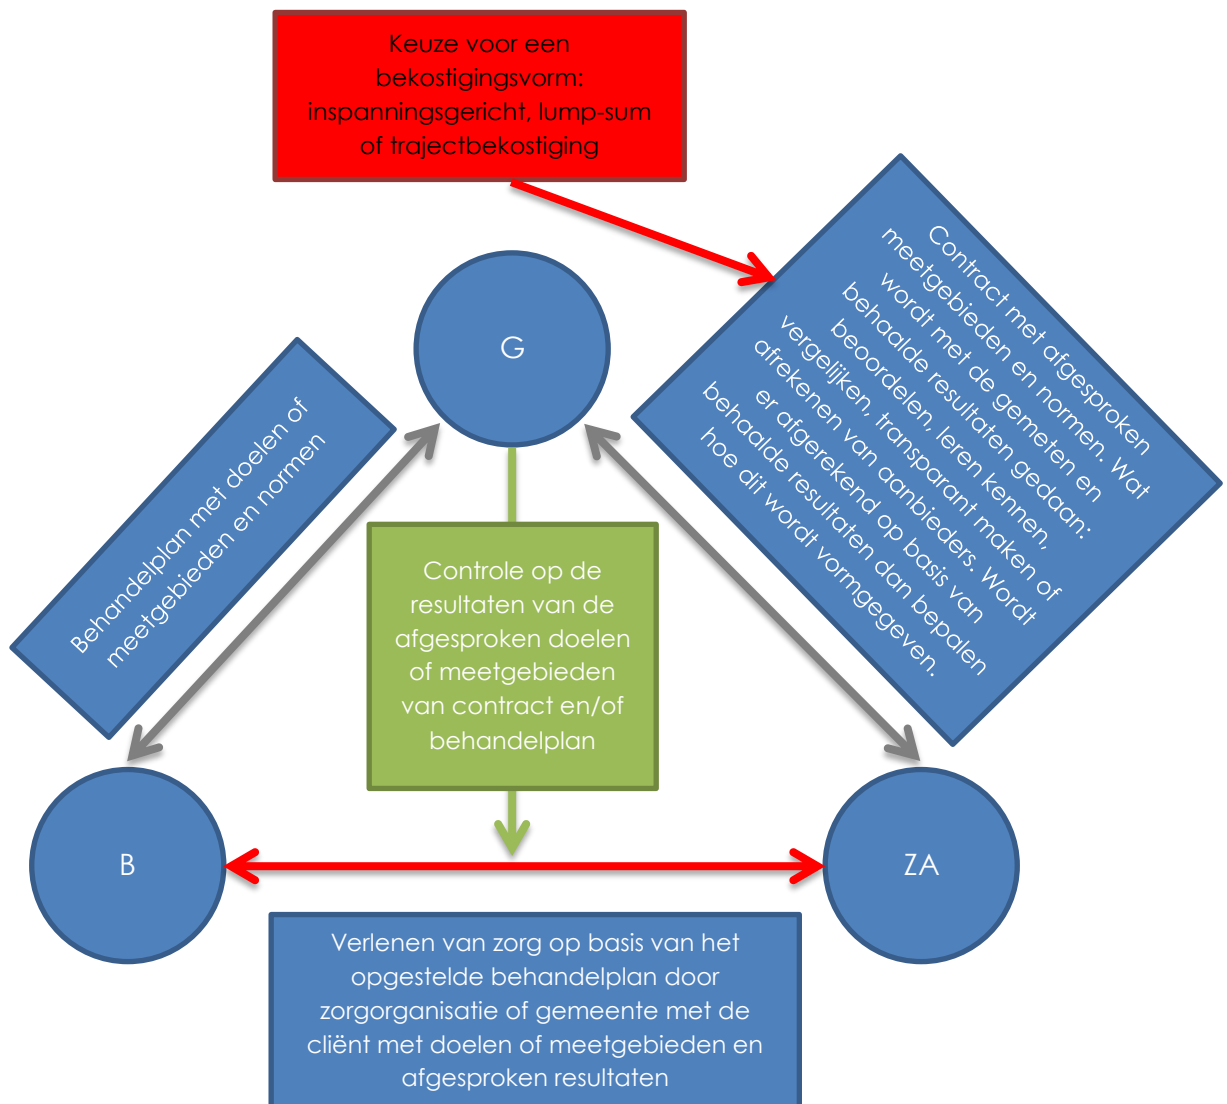 Keuze voor een
bekostigingsvorm:
inspanningsgericht, lump-sum
of trajectbekostiging
Contract met afgesproken
meetgebieden en normen. Wat
wordt met de gemeten en
behaalde resultaten gedaan:
beoordelen, leren kennen,
vergelijken, transparant maken of
afrekenen van aanbieders. Wordt
er afgerekend op basis van
behaalde resultaten dan bepalen
hoe dit wordt vormgegeven.
G
Behandelplan met doelen of
meetgebieden en normen
Controle op de
resultaten van de
afgesproken doelen
of meetgebieden
van contract en/of
behandelplan
B
ZA
Verlenen van zorg op basis van het
opgestelde behandelplan door
zorgorganisatie of gemeente met de
cliënt met doelen of meetgebieden en
afgesproken resultaten